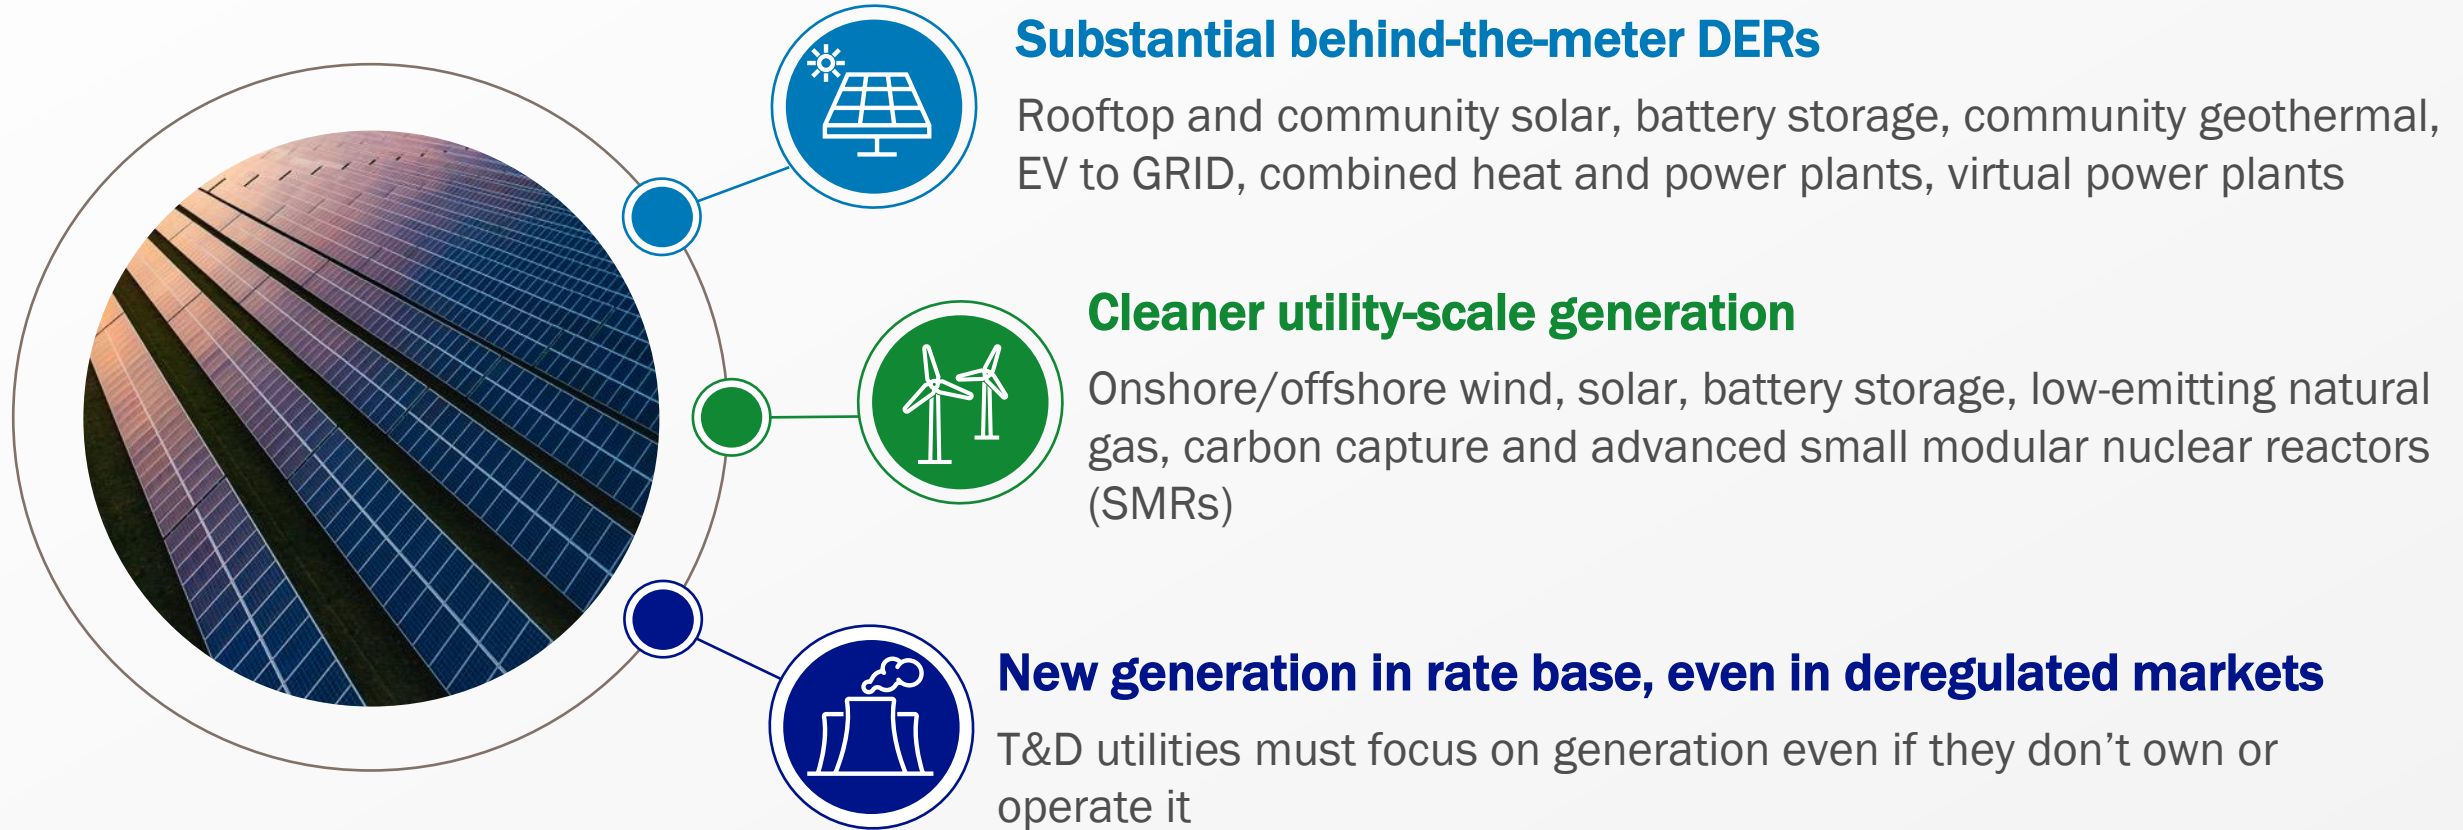 Substantial behind-the-meter DERs
Rooftop and community solar, battery storage, community geothermal,
EV to GRID, combined heat and power plants, virtual power plants
Cleaner utility-scale generation
Onshore/offshore wind, solar, battery storage, low-emitting natural
gas, carbon capture and advanced small modular nuclear reactors
(SMRs)
New generation in rate base, even in deregulated markets
T&D utilities must focus on generation even if they don’t own or
operate it